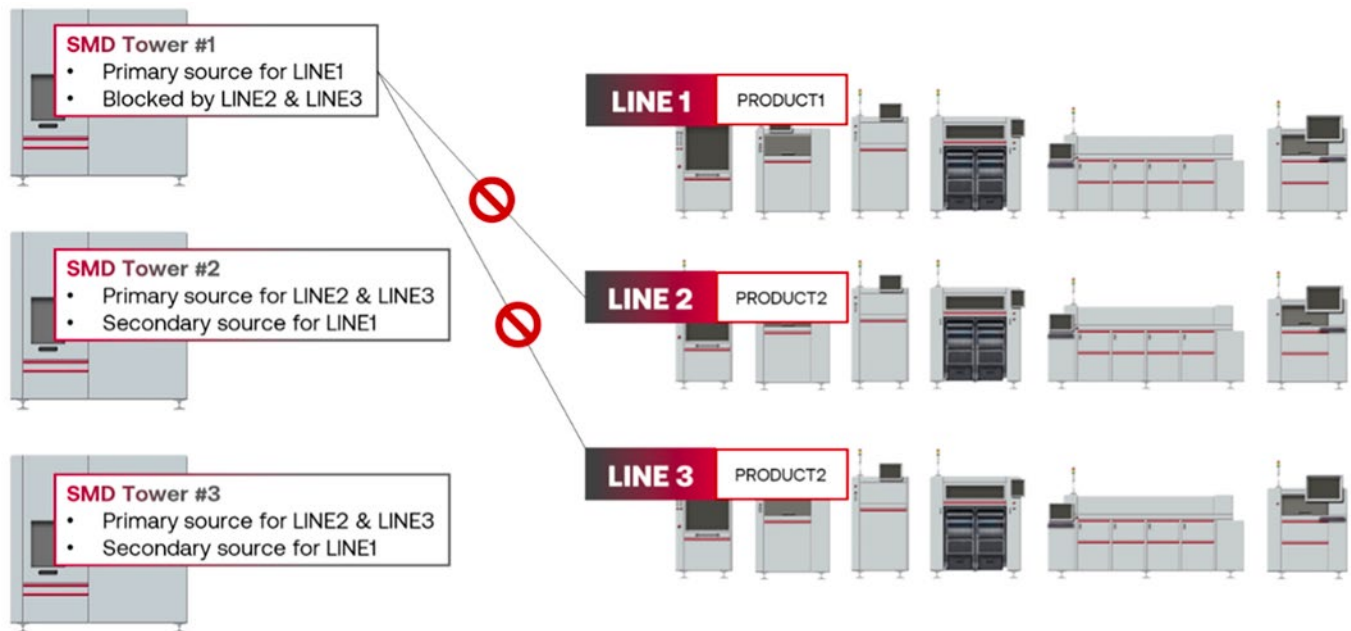 SMD Tower #1
• Primary source for LINE1
• Blocked by LINE2 & LINE3
SMD Tower #2
• Primary source for LINE2 & LINE3
• Secondary source for LINE1
SMD Tower #3
• Primary source for LINE2 & LINE3
• Secondary source for LINE1
LINE 1 PRODUCT1
LINE 2 PRODUCT2
LINE 3 PRODUCT2